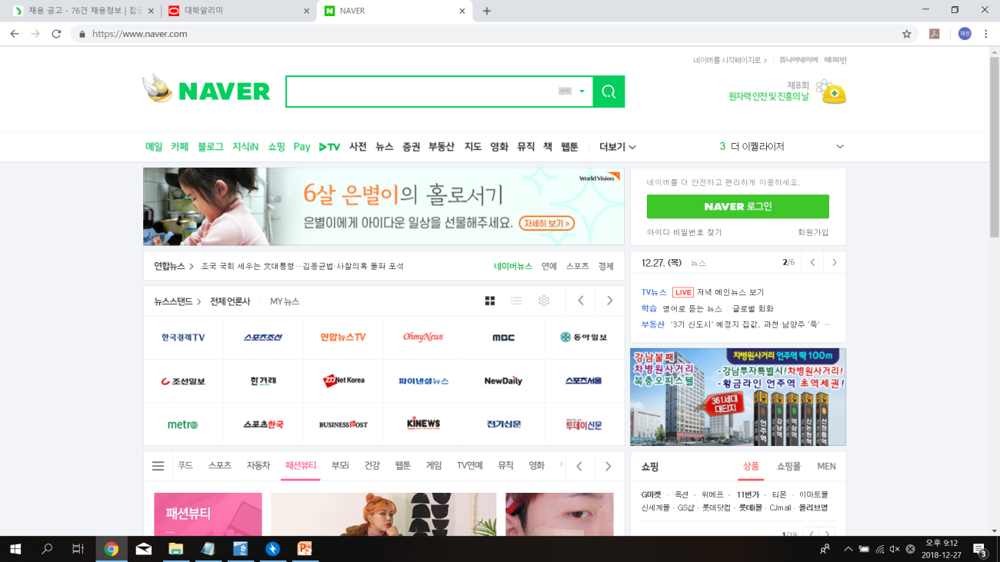 채용 공고 - 76건 채용정보 | 잡
대학알리미
NAVER
https://www.naver.com
재원
네이버를 시작페이지로
쥬니어네이버 해피빈
NAVER
제8회
원자력 안전 및 진흥의 날
메일 카페 블로그 지식iN 쇼핑 Pay TV 사전 뉴스 증권 부동산 지도 영화 뮤직 책 웹툰 더보기
3 더 이퀄라이저
6살 은별이의 홀로서기
은별이에게 아이다운 일상을 선물해주세요. 자세히 보기 >
World Vision
네이버를 더 안전하고 편리하게 이용하세요.
NAVER 로그인
아이디·비밀번호 찾기 회원가입
연합뉴스 조국 국회 세우는 文대통령…김용균법·사찰의혹 돌파 포석
네이버뉴스 연예 스포츠 경제
12.27. (목) 뉴스 2/6
TV뉴스 LIVE 저녁 메인뉴스 보기
학습 영어로 듣는 뉴스 글로벌 회화
부동산 '3기 신도시' 예정지 집값, 과천·남양주 '뚝' …
뉴스스탠드 전체 언론사 MY 뉴스
한국경제TV 스포츠조선 연합뉴스TV OhmyNews MBC 동아일보
조선일보 한겨레 ZDNet Korea 파이낸셜뉴스 NewDaily 스포츠서울
metro 스포츠한국 BUSINESSPOST KINEWS 전기신문 투데이신문
강남불패
차병원사거리
복층오피스텔
차병원사거리 언주역 딱 100m
-강남투자특별시!차병원사거리!
-황금라인 언주역 초역세권!
361세대
대단지
언주역 강남역 역삼역 신논현역 선정릉역
푸드 스포츠 자동차 패션뷰티 부모i 건강 웹툰 게임 TV연예 뮤직 영화
패션뷰티
쇼핑 상품 쇼핑몰 MEN
G마켓 · 옥션 · 위메프 · 11번가 · 티몬 · 이마트몰
신세계몰 · GS샵 · 롯데닷컴 · 롯데i몰 · CJmall · 올리브영
1/19
오후 9:12
2018-12-27
3